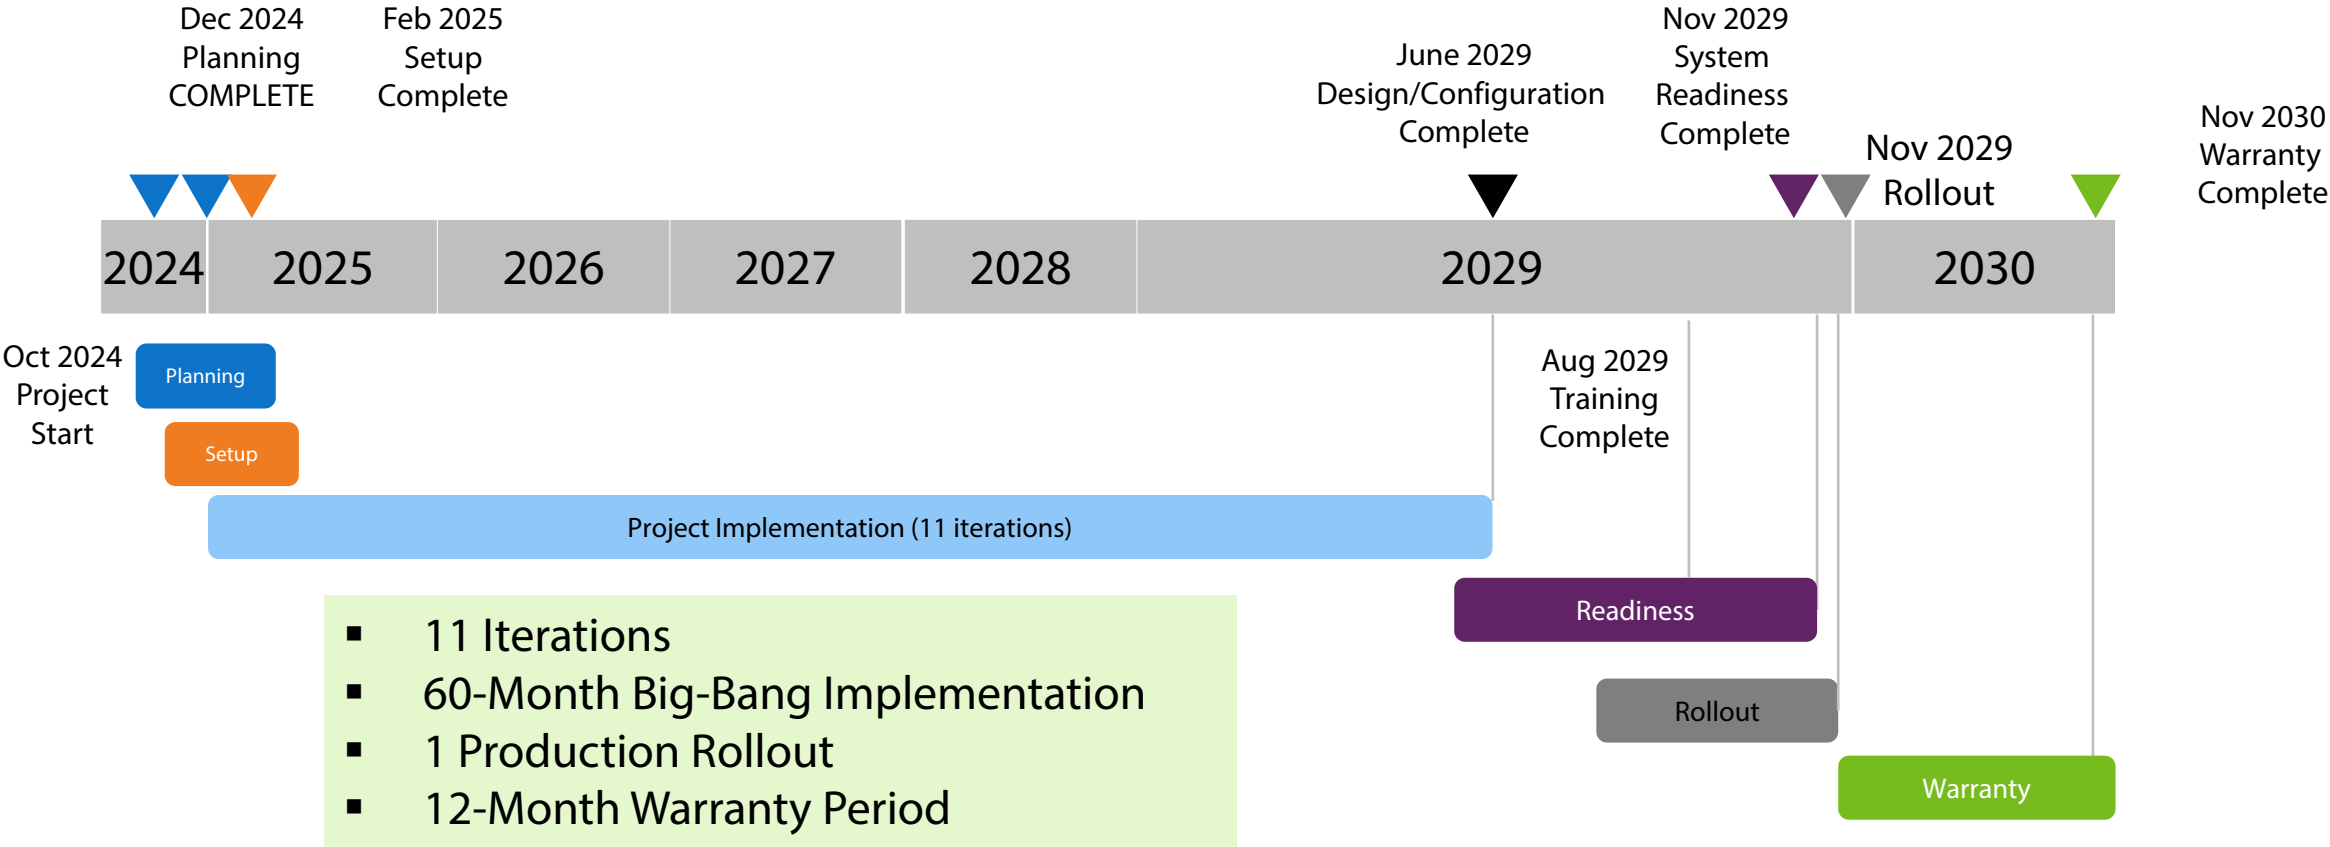 Dec 2024
Planning
COMPLETE
Feb 2025
Setup
Complete
June 2029
Design/Configuration
Complete
Nov 2029
System
Readiness
Complete
Nov 2029
Rollout
Nov 2030
Warranty
Complete
2024
2025
2026
2027
2028
2029
2030
Oct 2024
Project
Start
Planning
Setup
Aug 2029
Training
Complete
Project Implementation (11 iterations)
Readiness
▪ 11 Iterations
▪ 60-Month Big-Bang Implementation
▪ 1 Production Rollout
▪ 12-Month Warranty Period
Rollout
Warranty